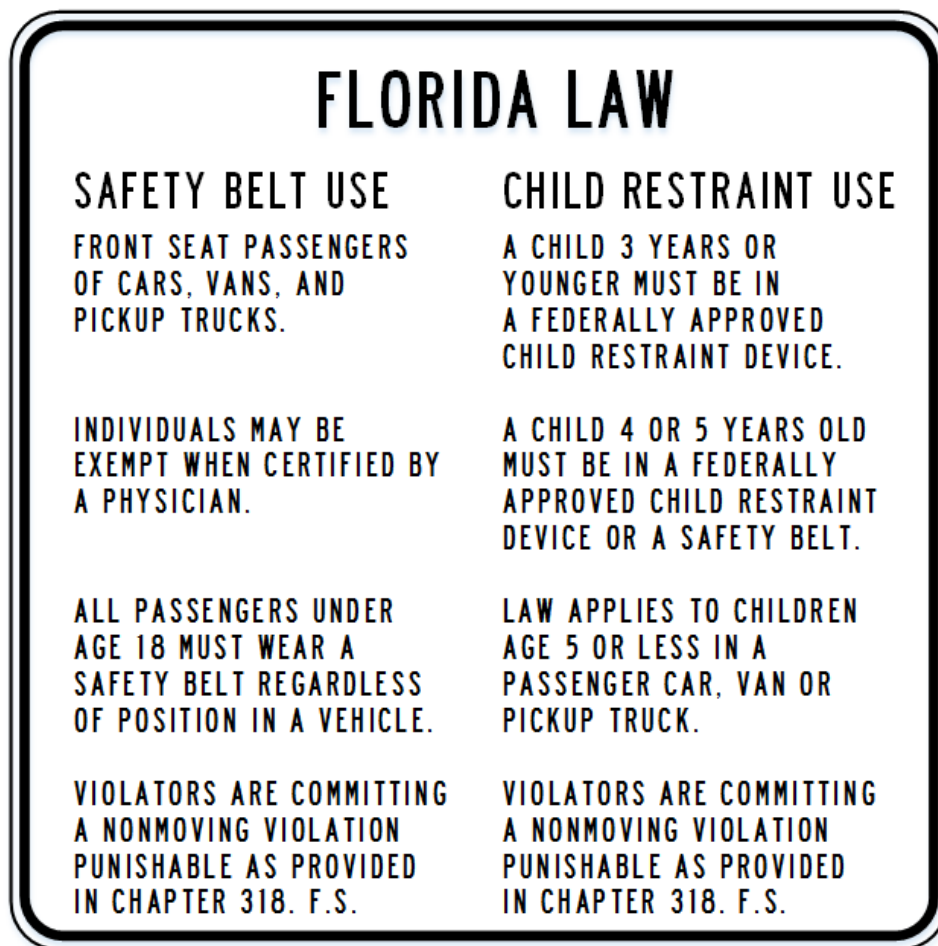 FLORIDA LAW
SAFETY BELT USE
FRONT SEAT PASSENGERS
OF CARS, VANS, AND
PICKUP TRUCKS.
INDIVIDUALS MAY BE
EXEMPT WHEN CERTIFIED BY
A PHYSICIAN.
ALL PASSENGERS UNDER
AGE 18 MUST WEAR A
SAFETY BELT REGARDLESS
OF POSITION IN A VEHICLE.
VIOLATORS ARE COMMITTING
A NONMOVING VIOLATION
PUNISHABLE AS PROVIDED
IN CHAPTER 318. F.S.
CHILD RESTRAINT USE
A CHILD 3 YEARS OR
YOUNGER MUST BE IN
A FEDERALLY APPROVED
CHILD RESTRAINT DEVICE.
A CHILD 4 OR 5 YEARS OLD
MUST BE IN A FEDERALLY
APPROVED CHILD RESTRAINT
DEVICE OR A SAFETY BELT.
LAW APPLIES TO CHILDREN
AGE 5 OR LESS IN A
PASSENGER CAR, VAN OR
PICKUP TRUCK.
VIOLATORS ARE COMMITTING
A NONMOVING VIOLATION
PUNISHABLE AS PROVIDED
IN CHAPTER 318. F.S.